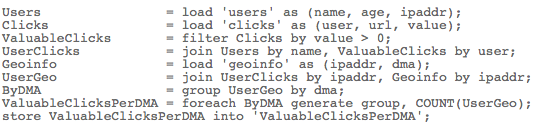 Users = load 'users' as (name, age, ipaddr);
Clicks = load 'clicks' as (user, url, value);
ValuableClicks = filter Clicks by value > 0;
UserClicks = join Users by name, ValuableClicks by user;
Geoinfo = load 'geoinfo' as (ipaddr, dma);
UserGeo = join UserClicks by ipaddr, Geoinfo by ipaddr;
ByDMA = group UserGeo by dma;
ValuableClicksPerDMA = foreach ByDMA generate group, COUNT(UserGeo);
store ValuableClicksPerDMA into 'ValuableClicksPerDMA';